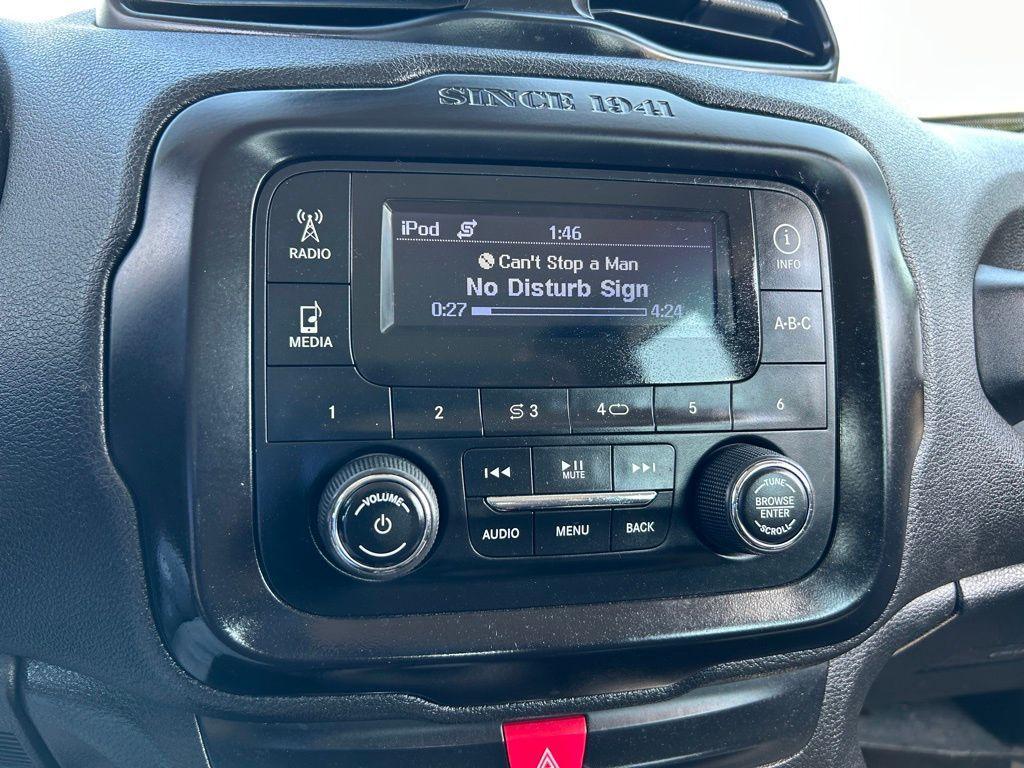 SINCE 1941
RADIO
iPod 1:46
Can't Stop a Man
No Disturb Sign
0:27 4:24
INFO
MEDIA
A-B-C
1 2 3 4 5 6
MUTE
VOLUME
AUDIO MENU BACK
TUNE
BROWSE
ENTER
SCROLL